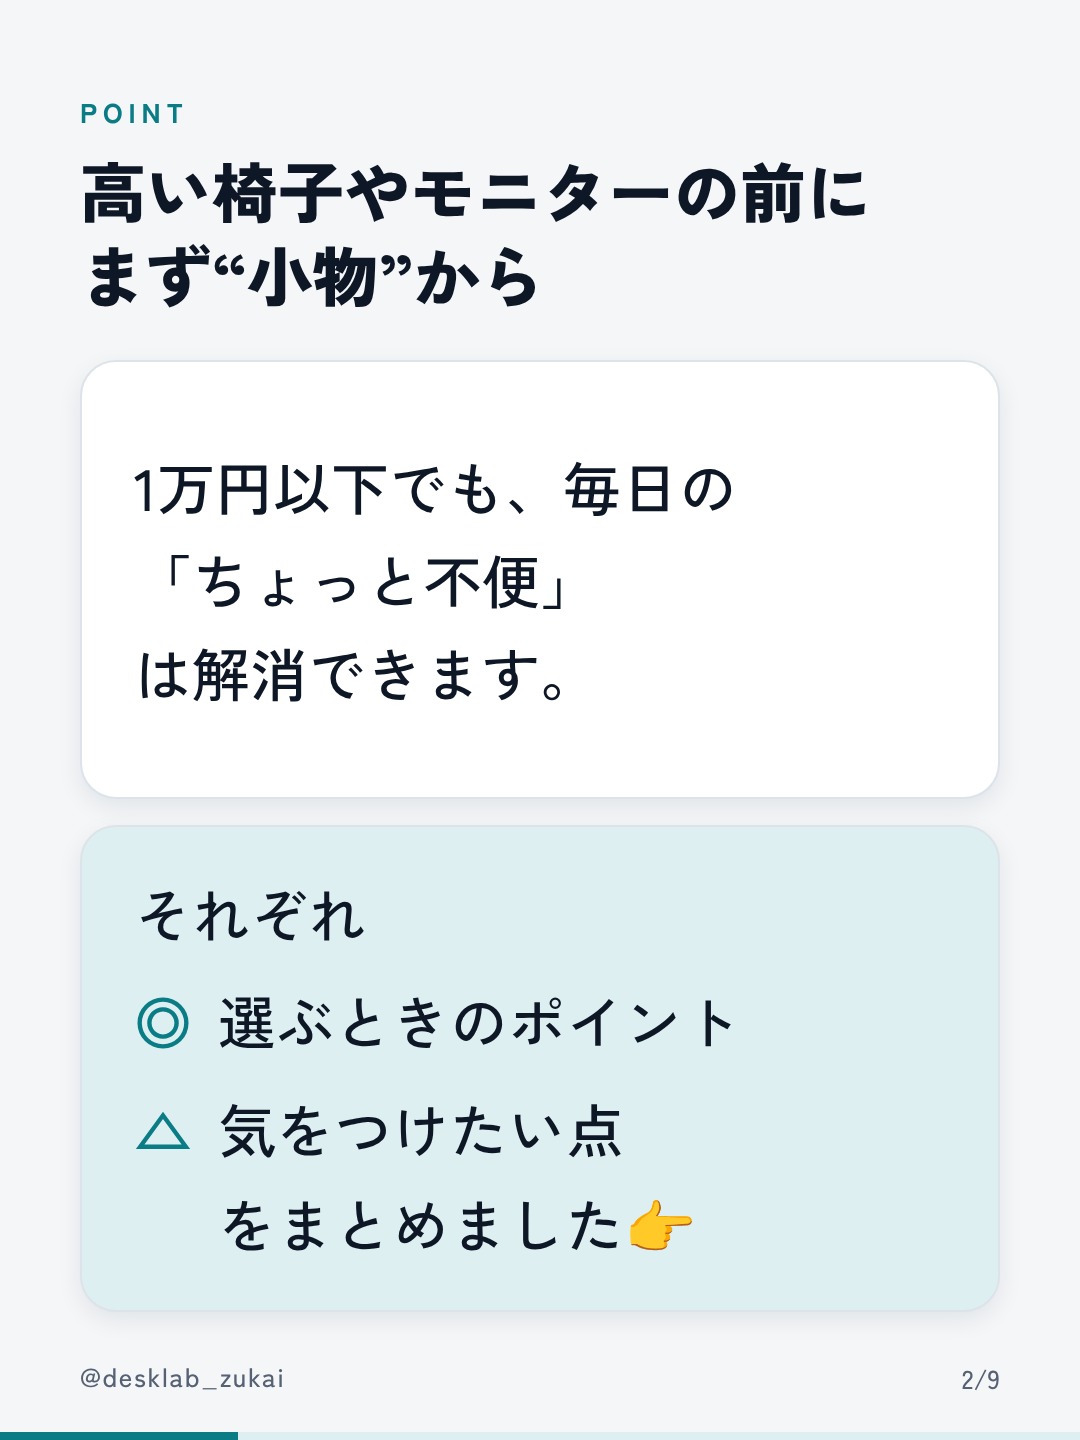 POINT
高い椅子やモニターの前に
まず“小物”から
1万円以下でも、毎日の
「ちょっと不便」
は解消できます。
それぞれ
◎ 選ぶときのポイント
△ 気をつけたい点
をまとめました👉
@desklab_zukai
2/9